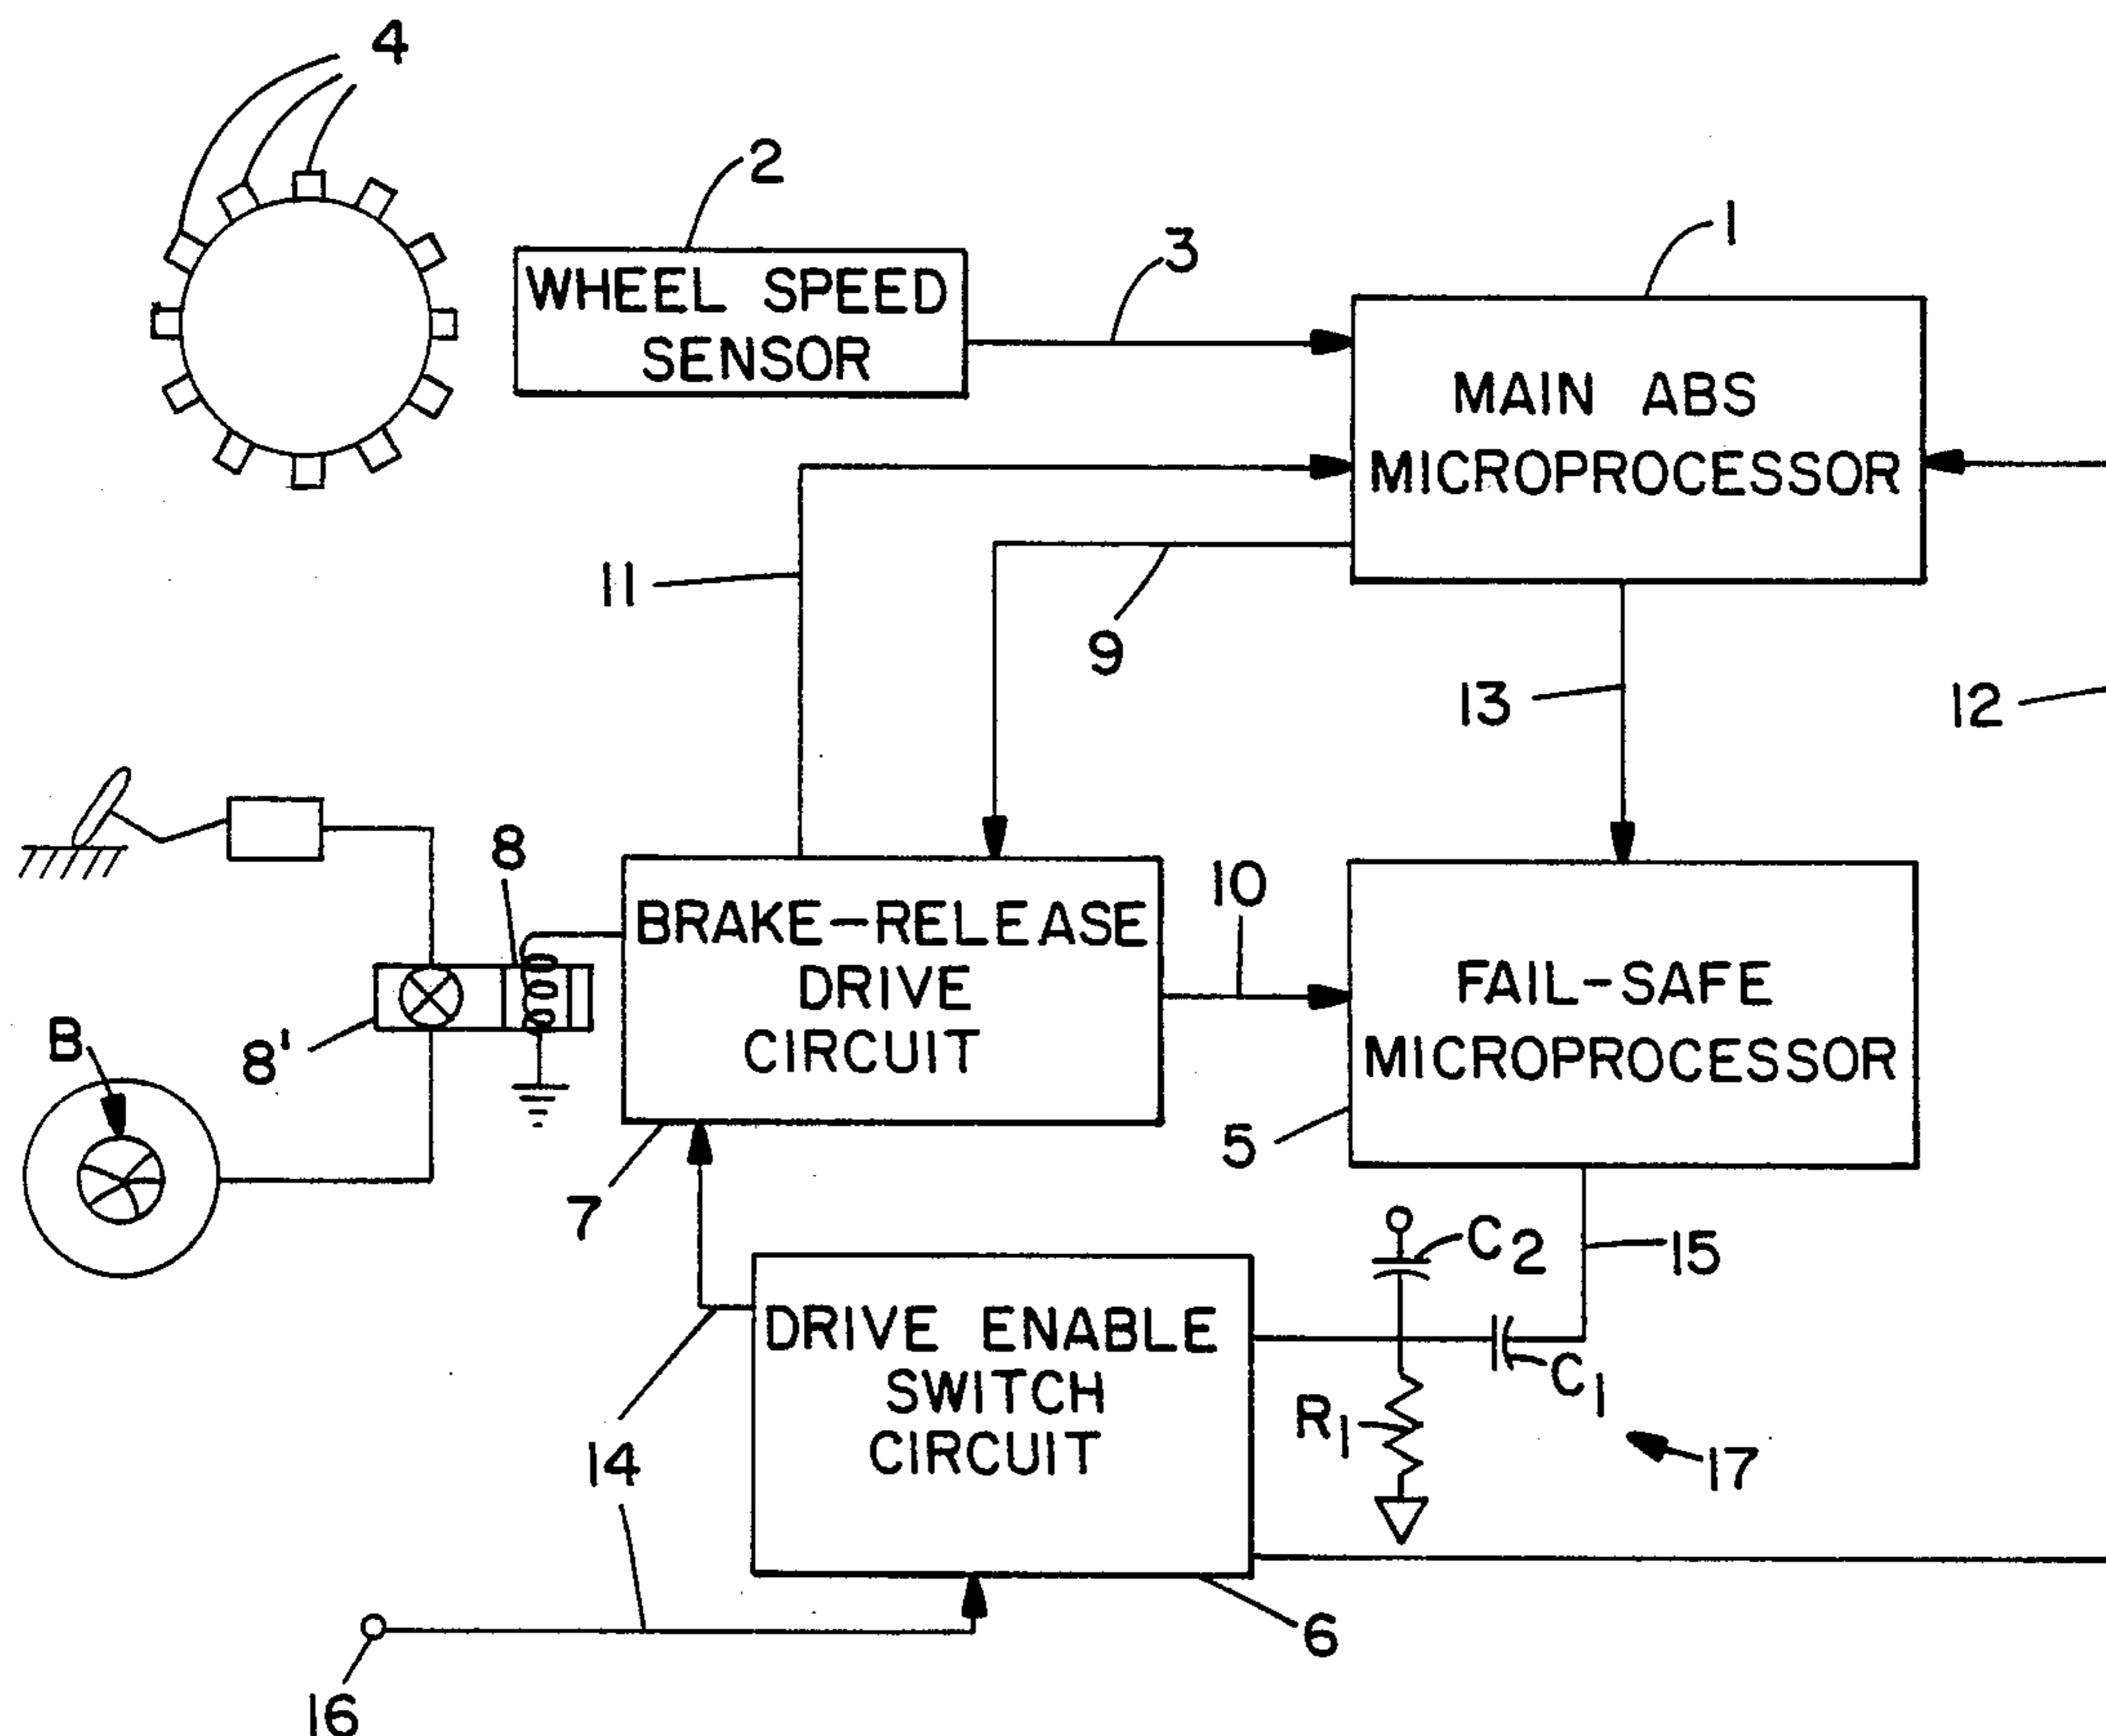 4
2
3
1
WHEEL SPEED
SENSOR
MAIN ABS
MICROPROCESSOR
11
9
13
12
8
10
BRAKE-RELEASE
DRIVE
CIRCUIT
FAIL-SAFE
MICROPROCESSOR
B
8'
5
7
C2
15
DRIVE ENABLE
SWITCH
CIRCUIT
C1
R1
14
17
6
16